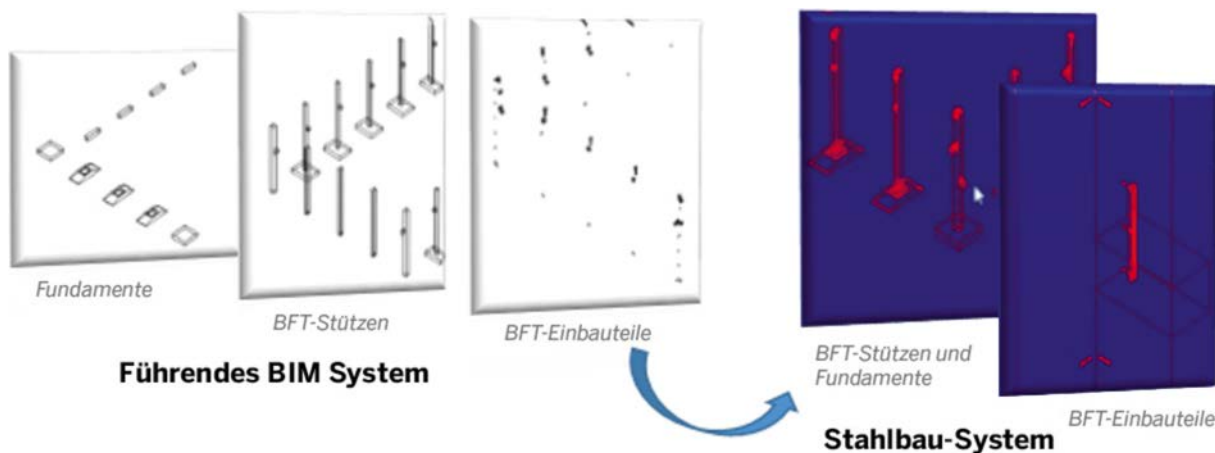 Fundamente
BFT-Stützen
BFT-Einbauteile
Führendes BIM System
BFT-Stützen und
Fundamente
BFT-Einbauteile
Stahlbau-System